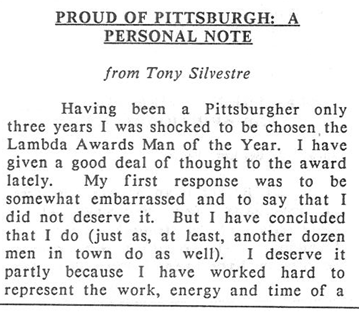 PROUD OF PITTSBURGH: A
PERSONAL NOTE
from Tony Silvestre
Having been a Pittsburgher only
three years I was shocked to be chosen the
Lambda Awards Man of the Year. I have
given a good deal of thought to the award
lately. My first response was to be
somewhat embarrassed and to say that I
did not deserve it. But I have concluded
that I do (just as, at least, another dozen
men in town do as well). I deserve it
partly because I have worked hard to
represent the work, energy and time of a